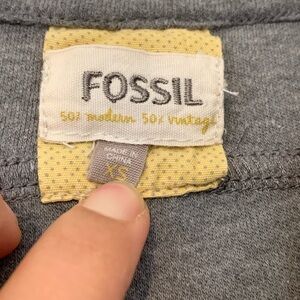 FOSSIL
50% modern 50% vintage
MADE IN
CHINA
XS